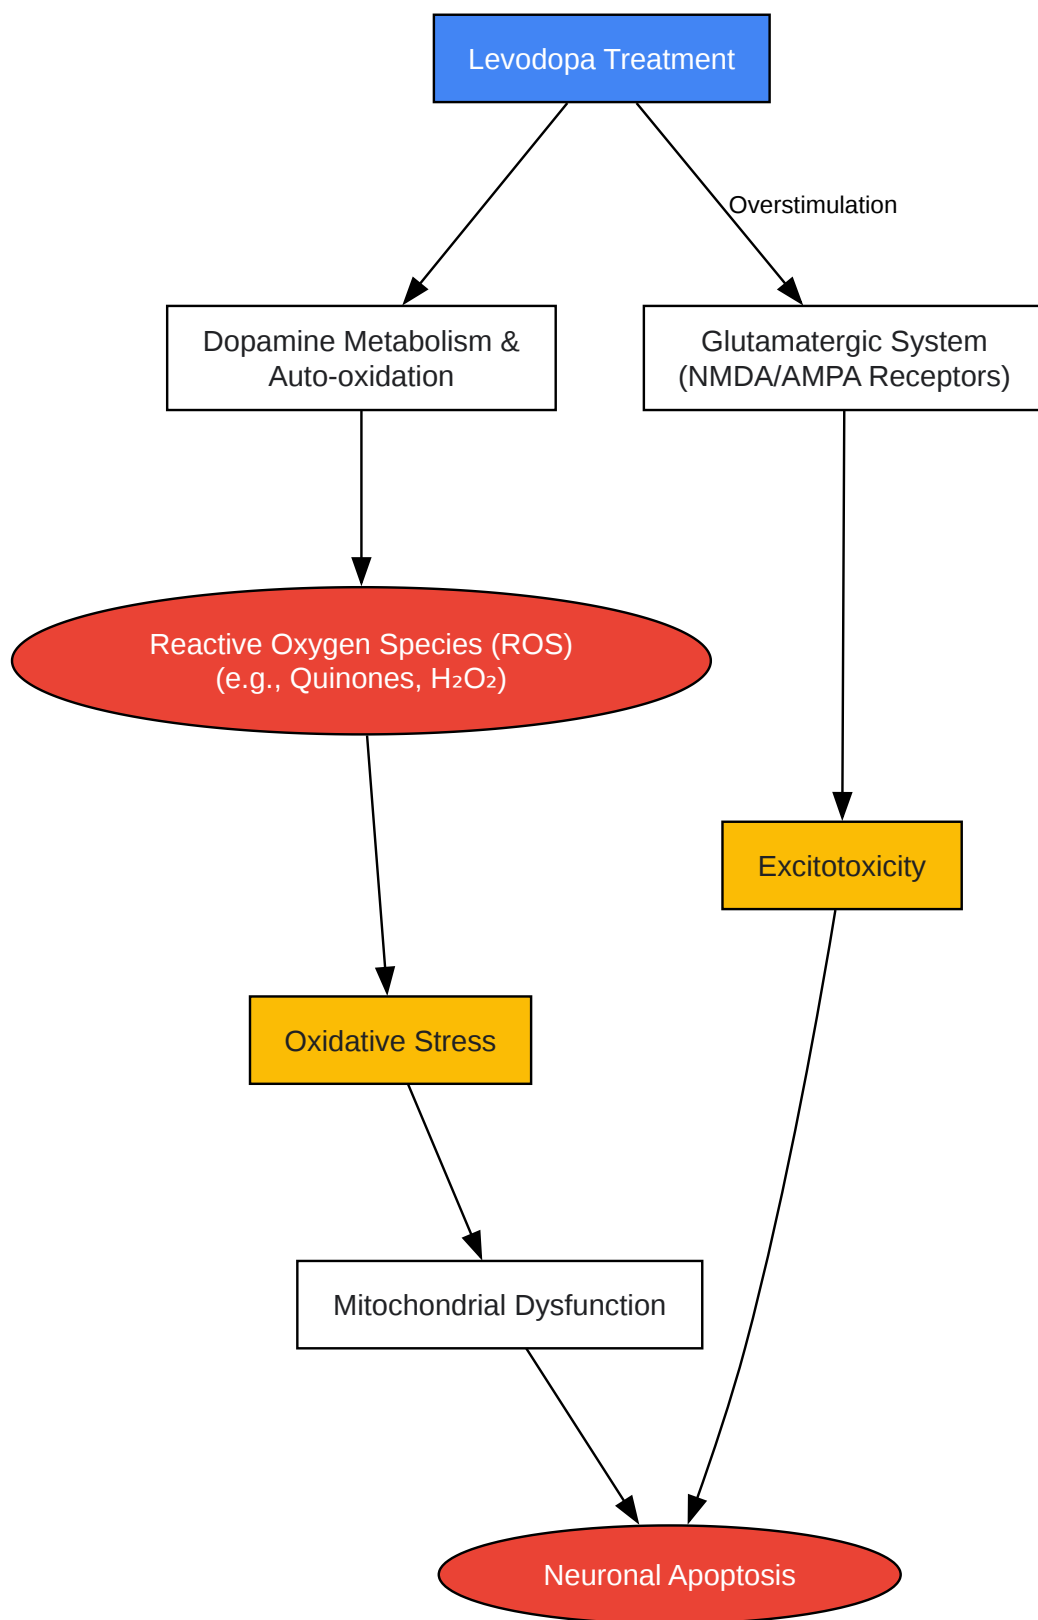 Levodopa Treatment
Overstimulation
Dopamine Metabolism &
Auto-oxidation
Glutamatergic System
(NMDA/AMPA Receptors)
Reactive Oxygen Species (ROS)
(e.g., Quinones, H₂O₂)
Excitotoxicity
Oxidative Stress
Mitochondrial Dysfunction
Neuronal Apoptosis